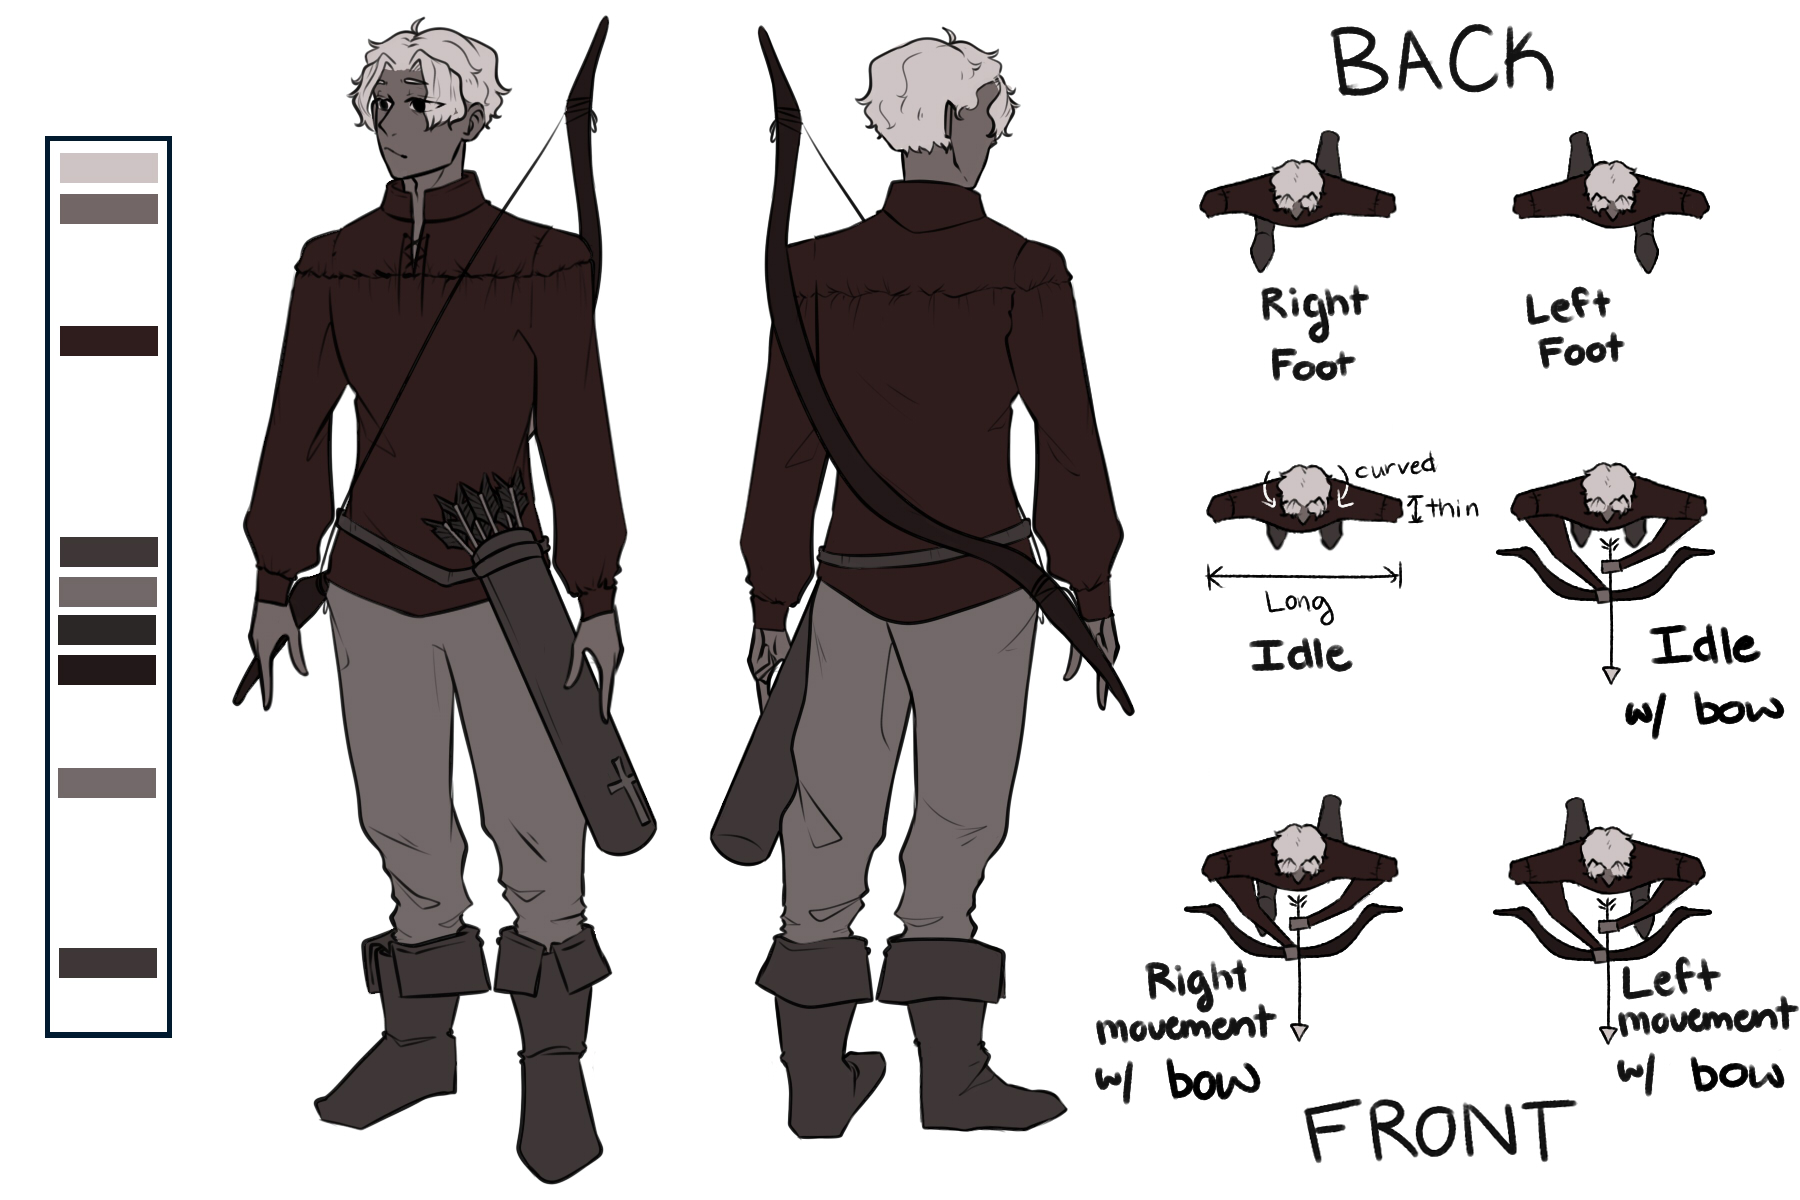 BACK
Right
Foot
Left
Foot
curved
thin
Long
Idle
Idle
w/ bow
Right
movement
w/ bow
Left
movement
w/ bow
FRONT